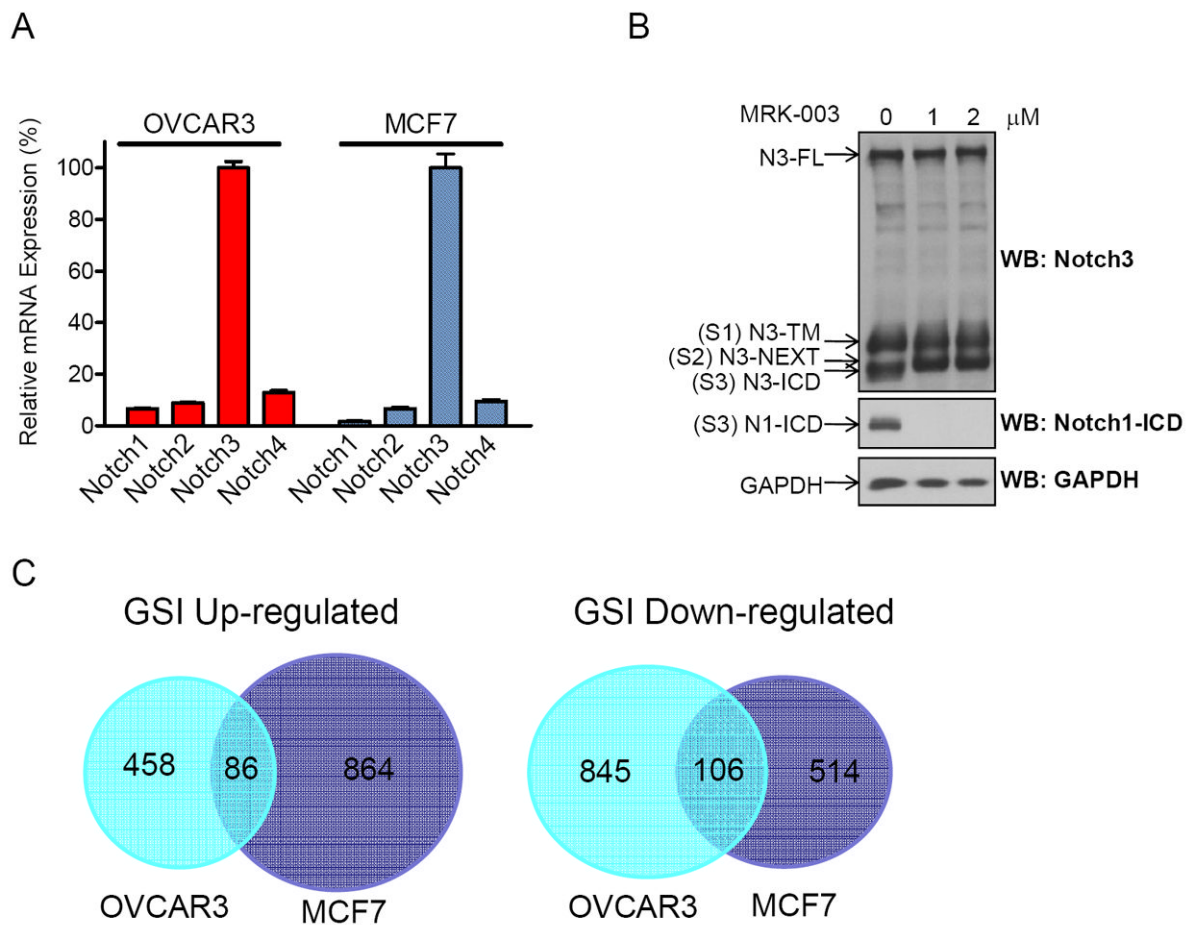 A
B
OVCAR3
MCF7
Relative mRNA Expression (%)
100
80
60
40
20
0
Notch1
Notch2
Notch3
Notch4
Notch1
Notch2
Notch3
Notch4
MRK-003 0 1 2 μM
N3-FL
WB: Notch3
(S1) N3-TM
(S2) N3-NEXT
(S3) N3-ICD
(S3) N1-ICD
WB: Notch1-ICD
GAPDH
WB: GAPDH
C
GSI Up-regulated
458 86 864
OVCAR3
MCF7
GSI Down-regulated
845 106 514
OVCAR3
MCF7